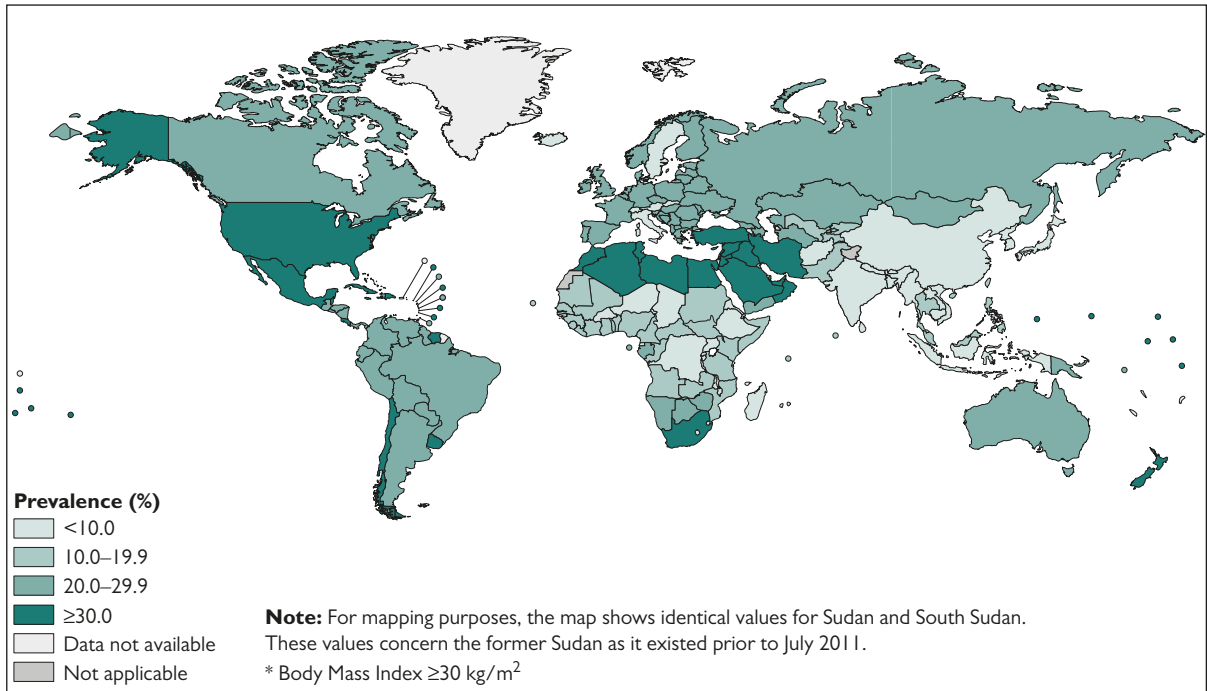 Prevalence (%)
<10.0
10.0–19.9
20.0–29.9
≥30.0
Data not available
Not applicable
Note: For mapping purposes, the map shows identical values for Sudan and South Sudan.
These values concern the former Sudan as it existed prior to July 2011.
* Body Mass Index ≥30 kg/m²